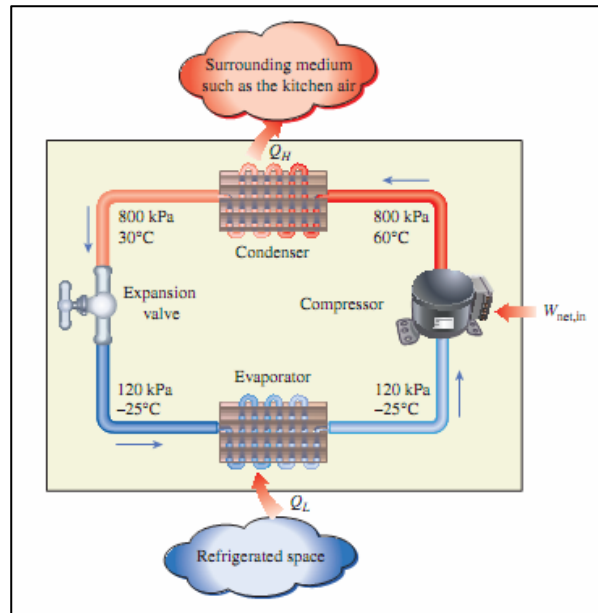 Surrounding medium
such as the kitchen air
Q_H
800 kPa
30°C
Condenser
800 kPa
60°C
Expansion
valve
Compressor
W_net,in
120 kPa
–25°C
Evaporator
120 kPa
–25°C
Q_L
Refrigerated space